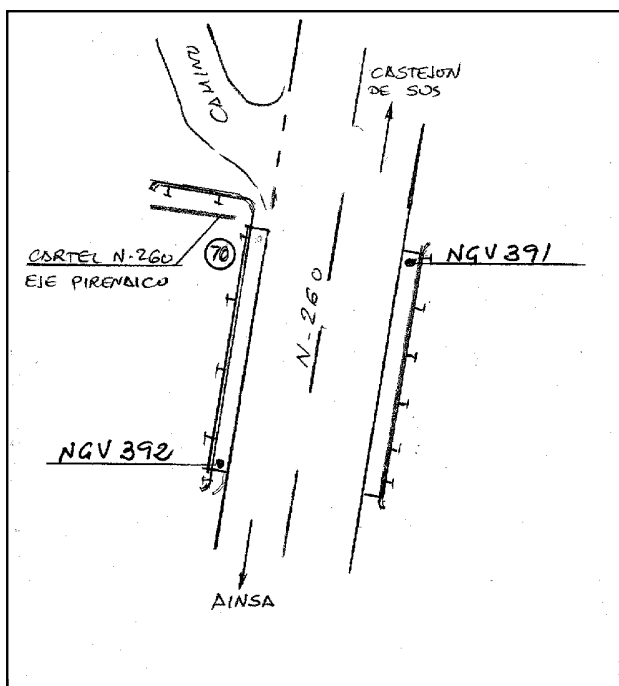 CAMINO
CASTEJON
DE SOS
CARTEL N-260
EJE PIRENAICO
70
NGV 391
N-260
NGV 392
AINSA